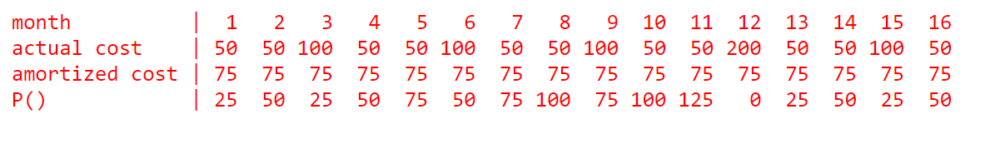 month          |  1   2   3   4   5   6   7   8   9  10  11  12  13  14  15  16
actual cost    | 50  50 100  50  50 100  50  50 100  50  50 200  50  50 100  50
amortized cost | 75  75  75  75  75  75  75  75  75  75  75  75  75  75  75  75
P()            | 25  50  25  50  75  50  75 100  75 100 125   0  25  50  25  50